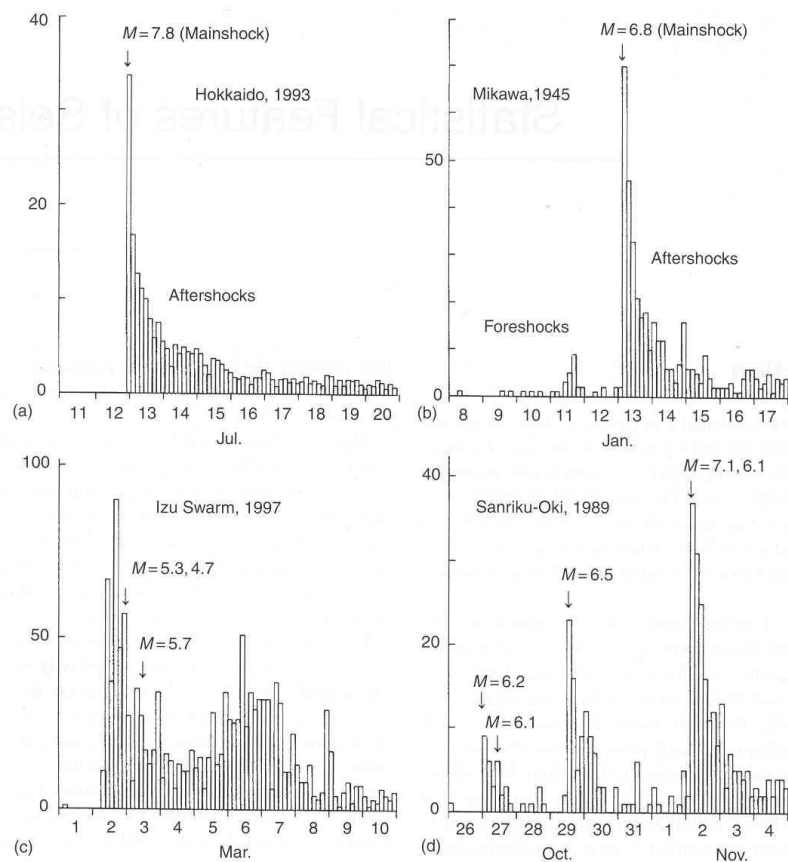 Statistical Features of Seis
40
M=7.8 (Mainshock)
Hokkaido, 1993
20
Aftershocks
0
(a)
11 12 13 14 15 16 17 18 19 20
Jul.
M=6.8 (Mainshock)
Mikawa,1945
50
Aftershocks
Foreshocks
0
(b)
8 9 10 11 12 13 14 15 16 17
Jan.
100
Izu Swarm, 1997
M=5.3, 4.7
50
M=5.7
0
(c)
1 2 3 4 5 6 7 8 9 10
Mar.
40
M=7.1, 6.1
Sanriku-Oki, 1989
M=6.5
20
M=6.2
M=6.1
0
(d)
26 27 28 29 30 31 1 2 3 4
Oct. Nov.